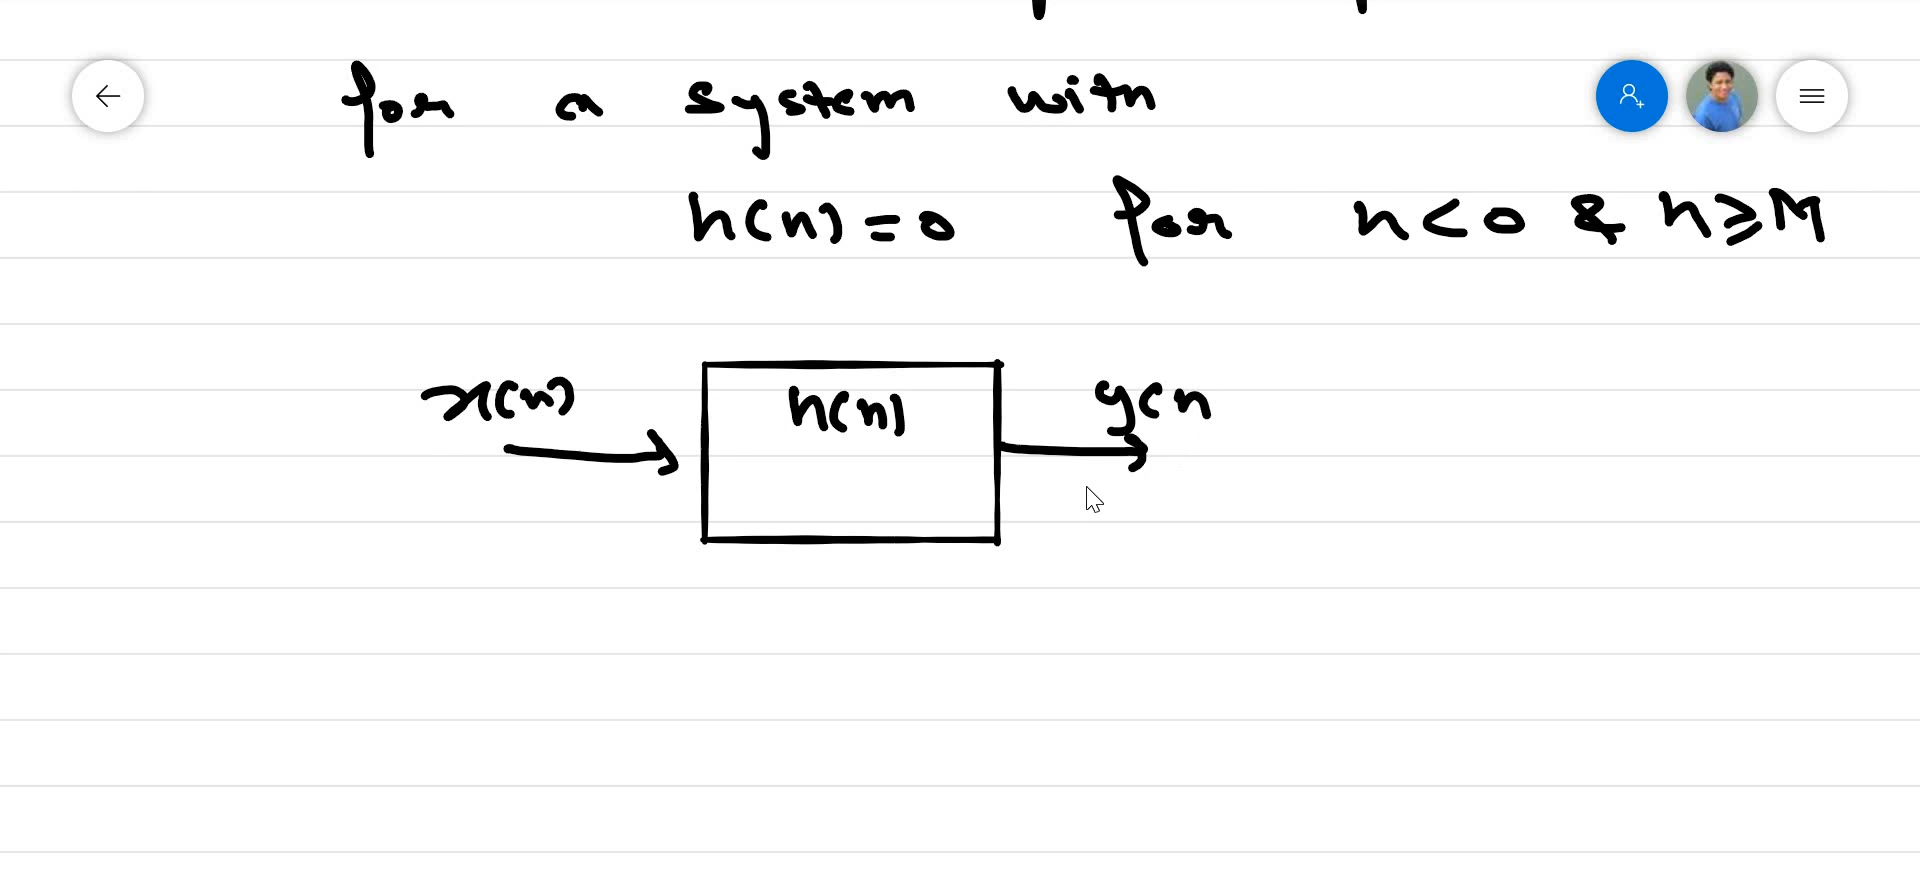 for a system with
h(n) = 0 for n < 0 & n ≥ M
x(n) h(n) y(n